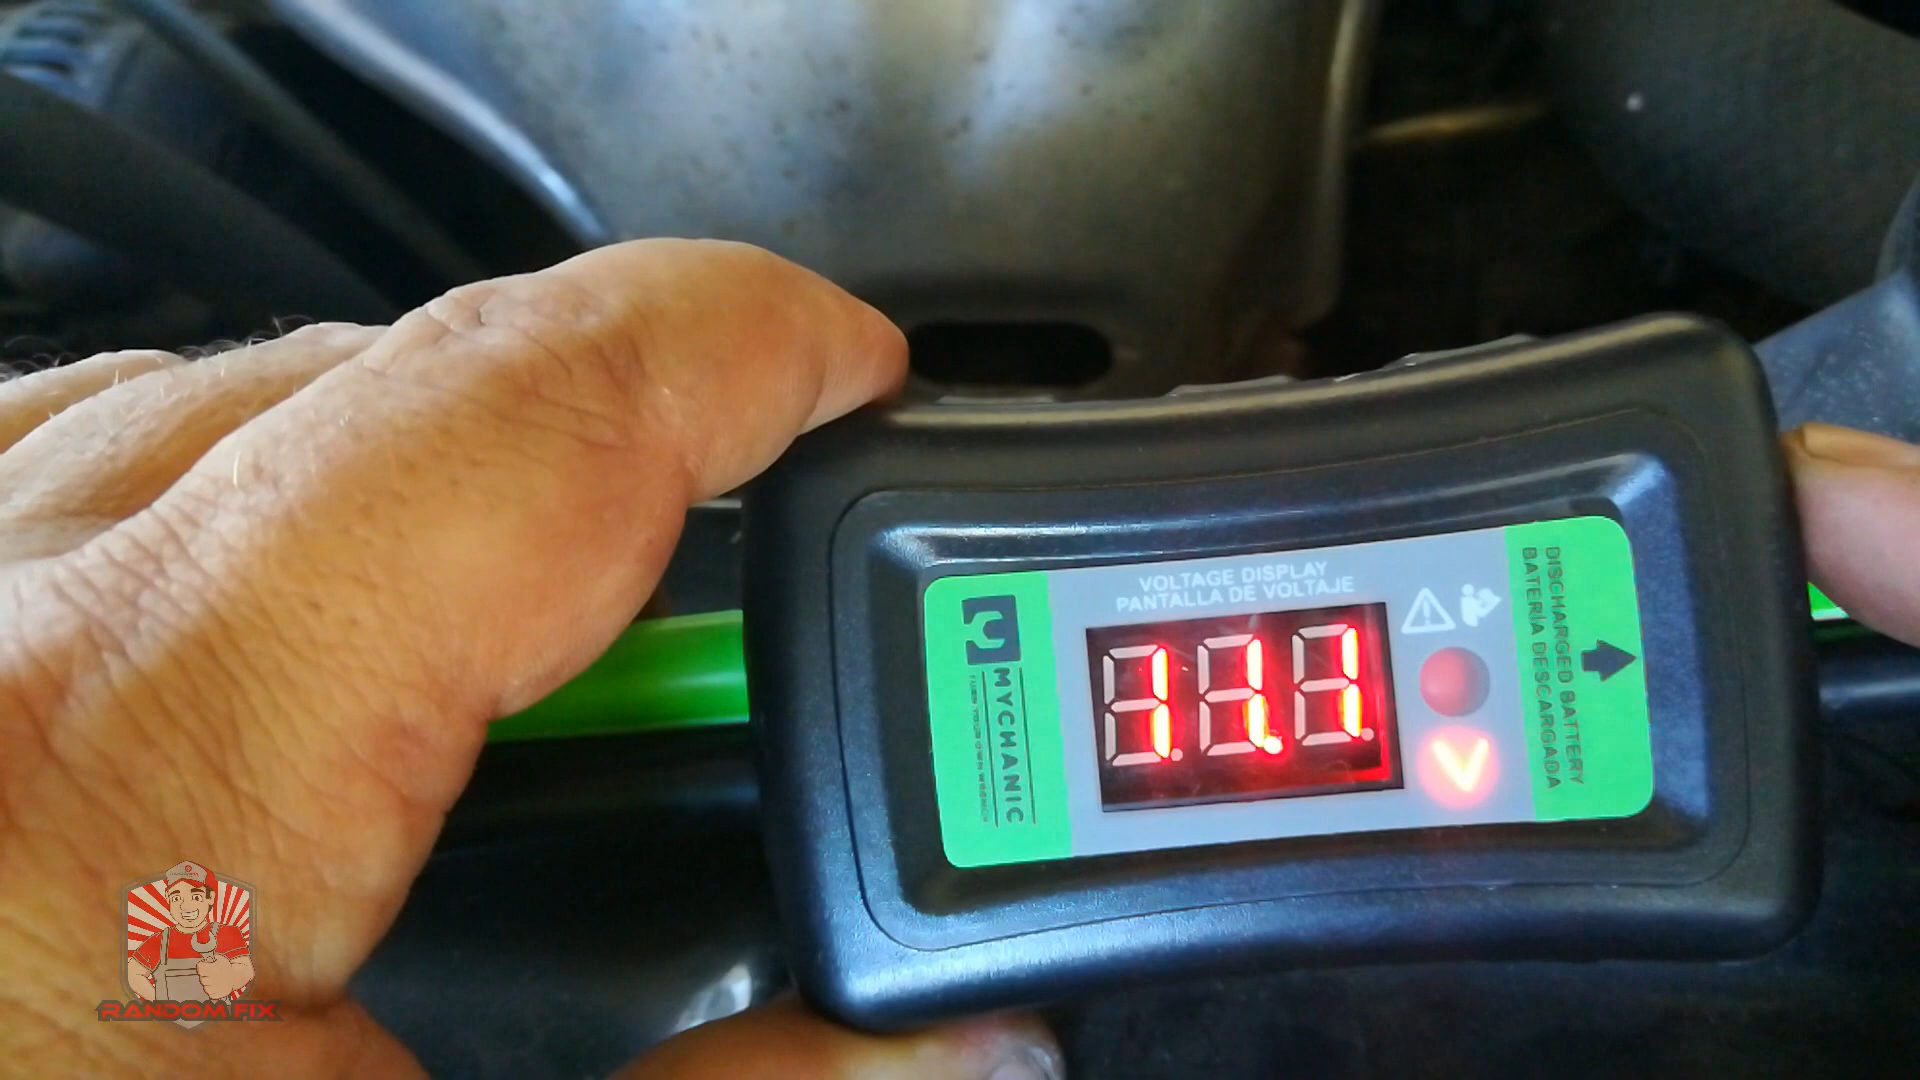 VOLTAGE DISPLAY
PANTALLA DE VOLTAJE
11.1
V
MYCHANIC
DISCHARGED BATTERY
BATERÍA DESCARGADA
RANDOM FIX